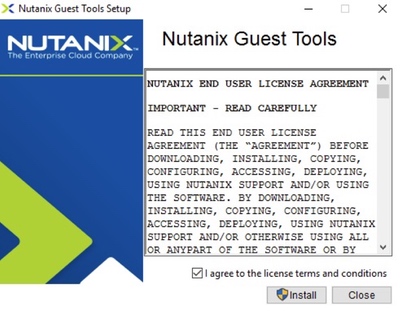 Nutanix Guest Tools Setup
NUTANIX
The Enterprise Cloud Company
Nutanix Guest Tools
NUTANIX END USER LICENSE AGREEMENT
IMPORTANT - READ CAREFULLY
READ THIS END USER LICENSE
AGREEMENT (THE “AGREEMENT”) BEFORE
DOWNLOADING, INSTALLING, COPYING,
CONFIGURING, ACCESSING, DEPLOYING,
USING NUTANIX SUPPORT AND/OR USING
THE SOFTWARE. BY DOWNLOADING,
INSTALLING, COPYING, CONFIGURING,
ACCESSING, DEPLOYING, USING NUTANIX
SUPPORT AND/OR OTHERWISE USING ALL
OR ANYPART OF THE SOFTWARE OR BY
I agree to the license terms and conditions
Install
Close